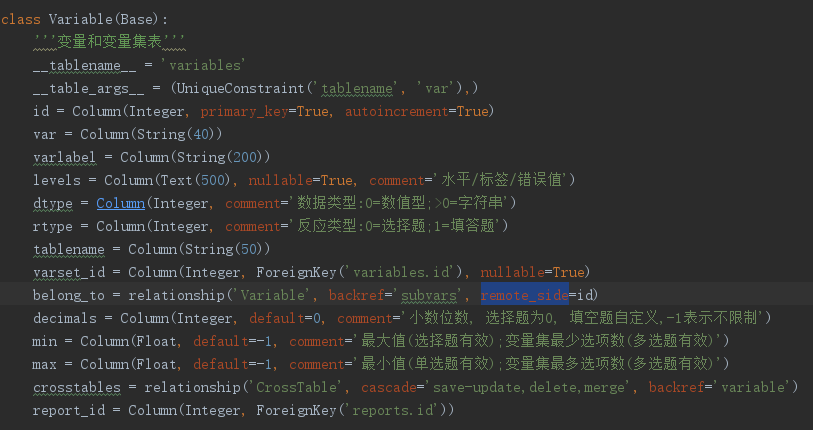 class Variable(Base):
    '''变量和变量集表'''
    __tablename__ = 'variables'
    __table_args__ = (UniqueConstraint('tablename', 'var'),)
    id = Column(Integer, primary_key=True, autoincrement=True)
    var = Column(String(40))
    varlabel = Column(String(200))
    levels = Column(Text(500), nullable=True, comment='水平/标签/错误值')
    dtype = Column(Integer, comment='数据类型:0=数值型;>0=字符串')
    rtype = Column(Integer, comment='反应类型:0=选择题;1=填答题')
    tablename = Column(String(50))
    varset_id = Column(Integer, ForeignKey('variables.id'), nullable=True)
    belong_to = relationship('Variable', backref='subvars', remote_side=id)
    decimals = Column(Integer, default=0, comment='小数位数, 选择题为0, 填空题自定义,-1表示不限制')
    min = Column(Float, default=-1, comment='最大值(选择题有效);变量集最少选项数(多选题有效)')
    max = Column(Float, default=-1, comment='最小值(单选题有效);变量集最多选项数(多选题有效)')
    crosstables = relationship('CrossTable', cascade='save-update,delete,merge', backref='variable')
    report_id = Column(Integer, ForeignKey('reports.id'))